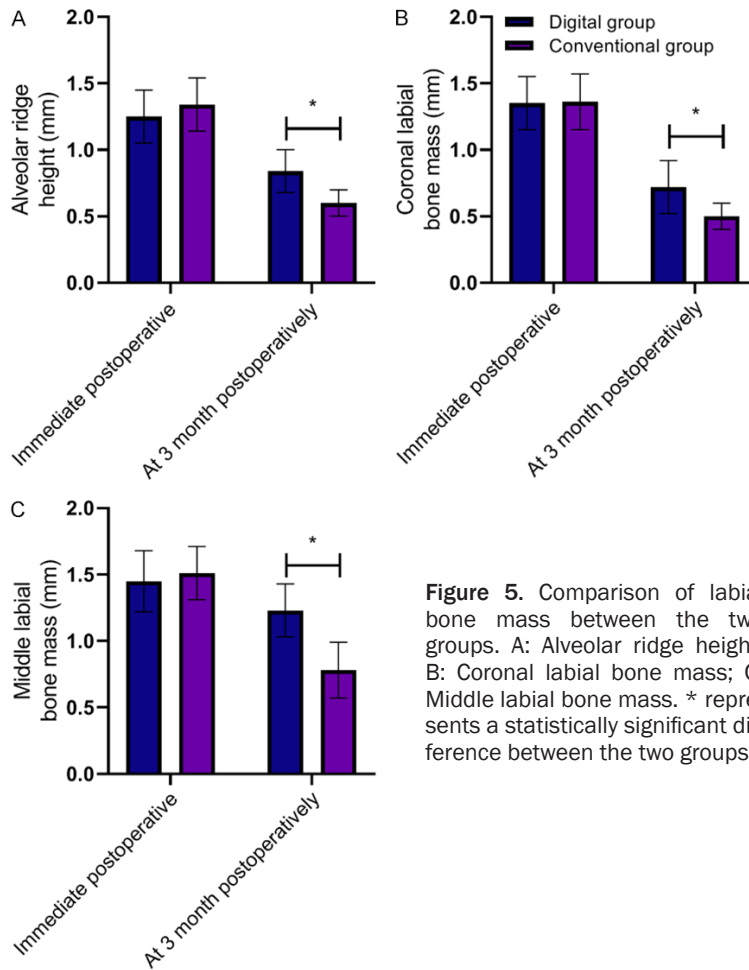 A
2.0
1.5
1.0
0.5
0.0
Alveolar ridge
height (mm)
*
Immediate postoperative
At 3 month postoperatively
B
Digital group
Conventional group
2.0
1.5
1.0
0.5
0.0
Coronal labial
bone mass (mm)
*
Immediate postoperative
At 3 month postoperatively
C
2.0
1.5
1.0
0.5
0.0
Middle labial
bone mass (mm)
*
Immediate postoperative
At 3 month postoperatively
Figure 5. Comparison of labia
bone mass between the tw
groups. A: Alveolar ridge heigh
B: Coronal labial bone mass; C
Middle labial bone mass. * repre
sents a statistically significant di
ference between the two groups